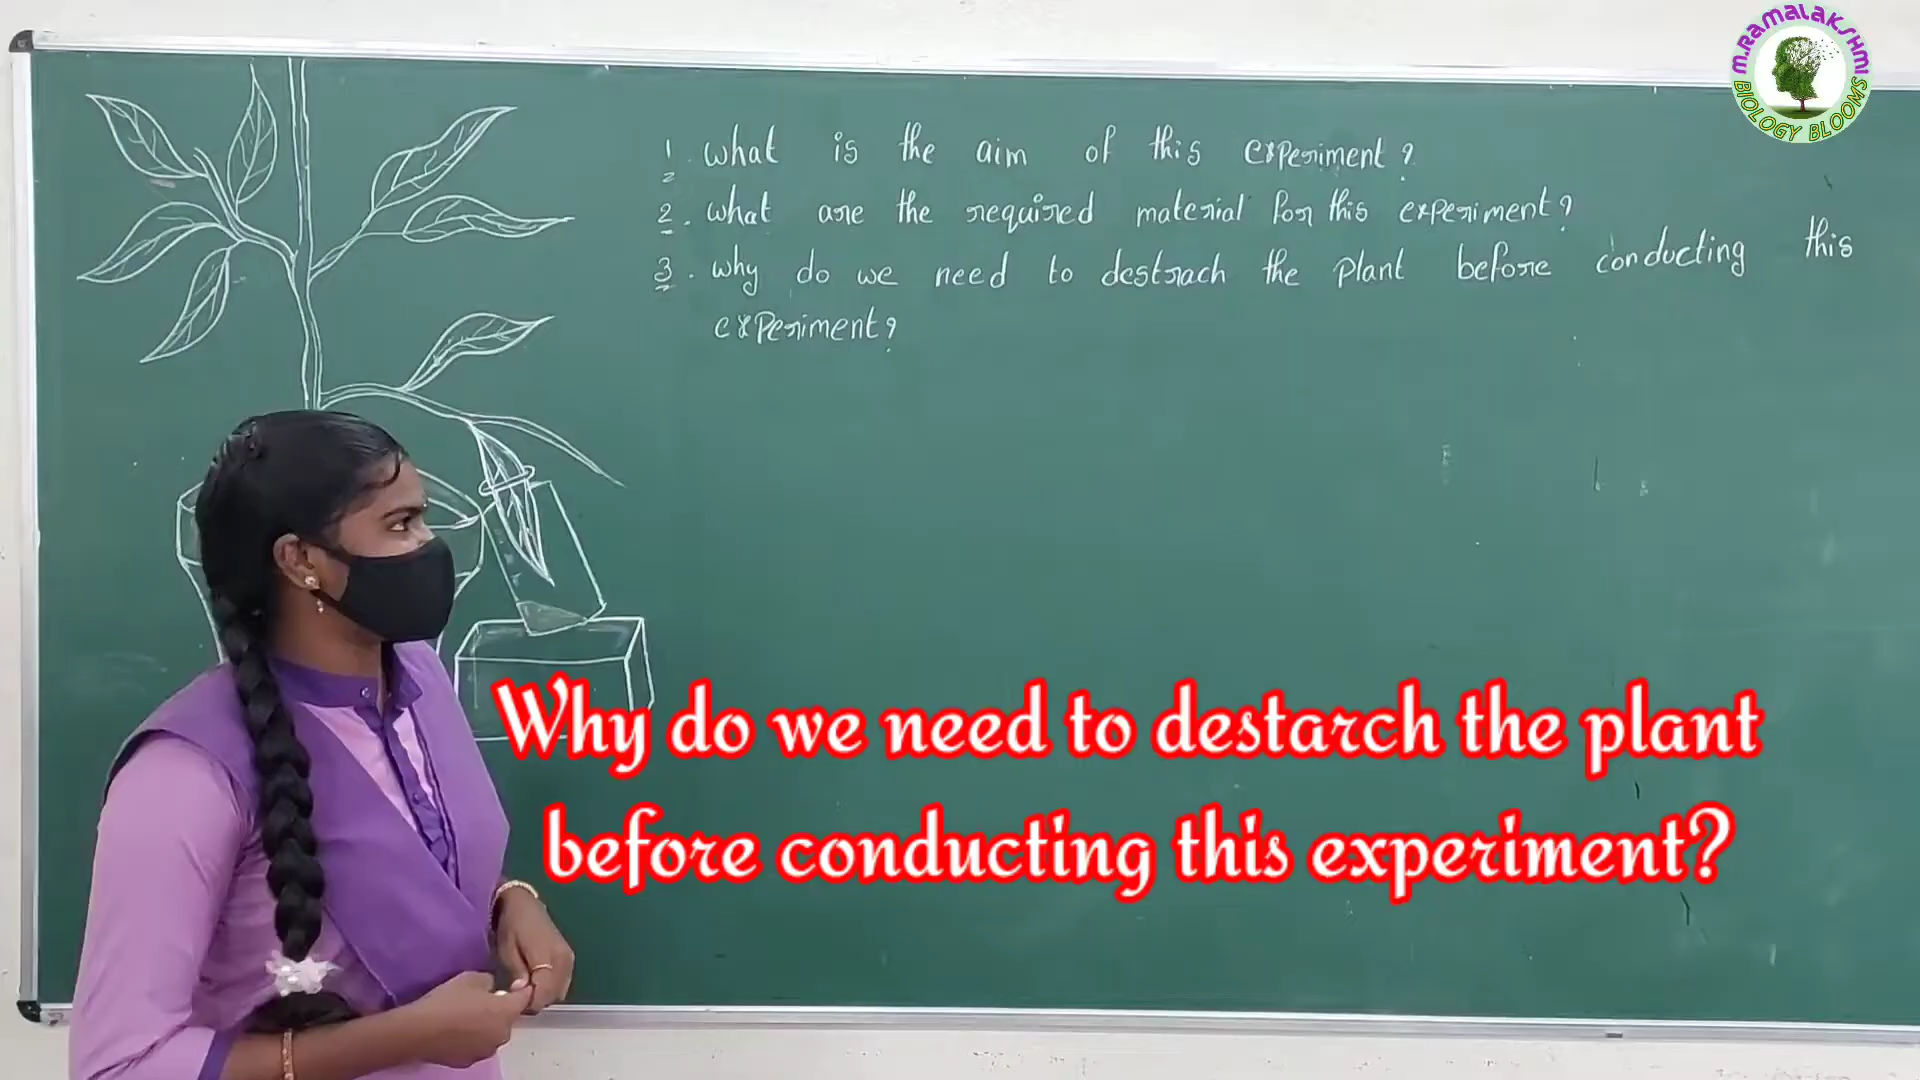 M.RAMALAKSHMI
BIOLOGY BLOOMS
1. what is the aim of this experiment?
2. what are the required material for this experiment?
3. why do we need to destrach the plant before conducting this
experiment?
Why do we need to destarch the plant
before conducting this experiment?